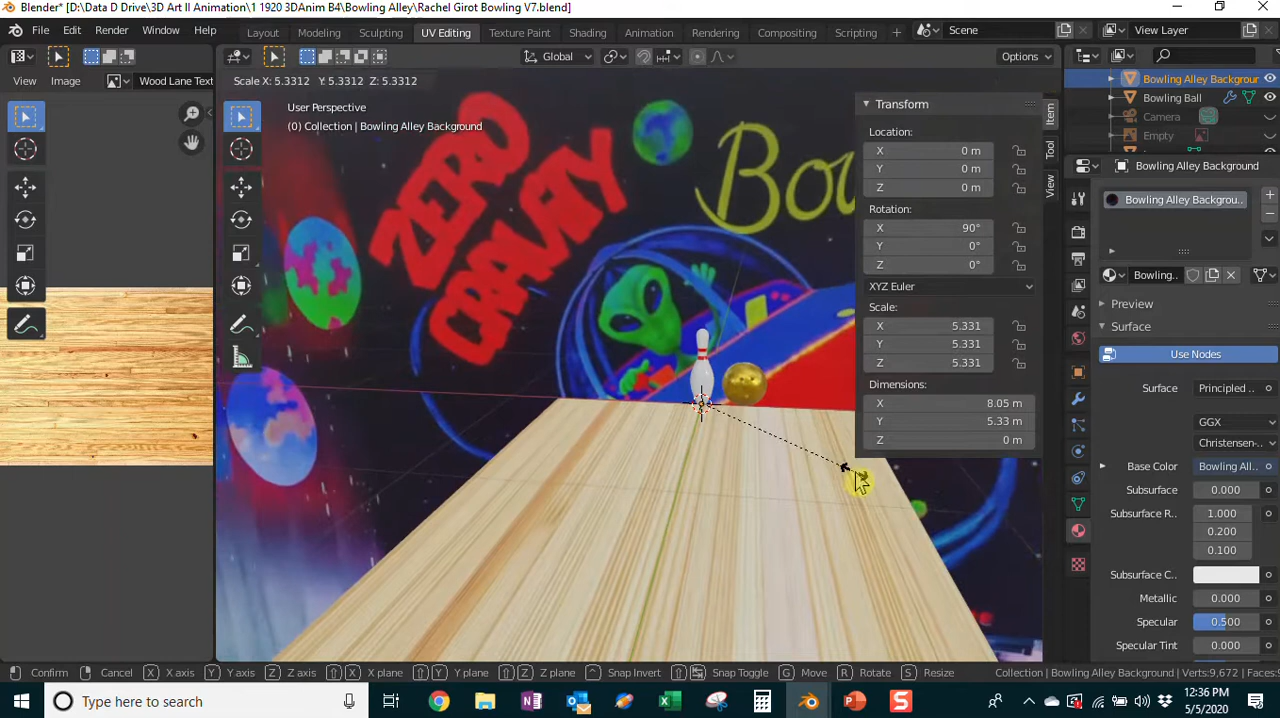 Blender* [D:\Data D Drive\3D Art II Animation\1 1920 3DAnim B4\Bowling Alley\Rachel Girot Bowling V7.blend]
File Edit Render Window Help Layout Modeling Sculpting UV Editing Texture Paint Shading Animation Rendering Compositing Scripting + Scene View Layer
Global Options
View Image Wood Lane Text
Scale X: 5.3312 Y: 5.3312 Z: 5.3312
User Perspective
(0) Collection | Bowling Alley Background
ZERO
GRAVITY
Bow
Transform
Location:
X 0 m
Y 0 m
Z 0 m
Rotation:
X 90°
Y 0°
Z 0°
XYZ Euler
Scale:
X 5.331
Y 5.331
Z 5.331
Dimensions:
X 8.05 m
Y 5.33 m
Z 0 m
Item
Tool
View
Bowling Alley Backgroun
Bowling Ball
Camera
Empty
Bowling Alley Background
Bowling Alley Backgrou..
Bowling..
Preview
Surface
Use Nodes
Surface Principled ..
GGX
Christensen-..
Base Color Bowling All..
Subsurface 0.000
Subsurface R.. 1.000
0.200
0.100
Subsurface C..
Metallic 0.000
Specular 0.500
Specular Tint 0.000
Confirm Cancel X X axis Y Y axis Z Z axis X X plane Y Y plane Z Z plane Snap Invert Snap Toggle G Move R Rotate S Resize Collection | Bowling Alley Background | Verts:9,672 | Faces:9
Type here to search
12:36 PM
5/5/2020